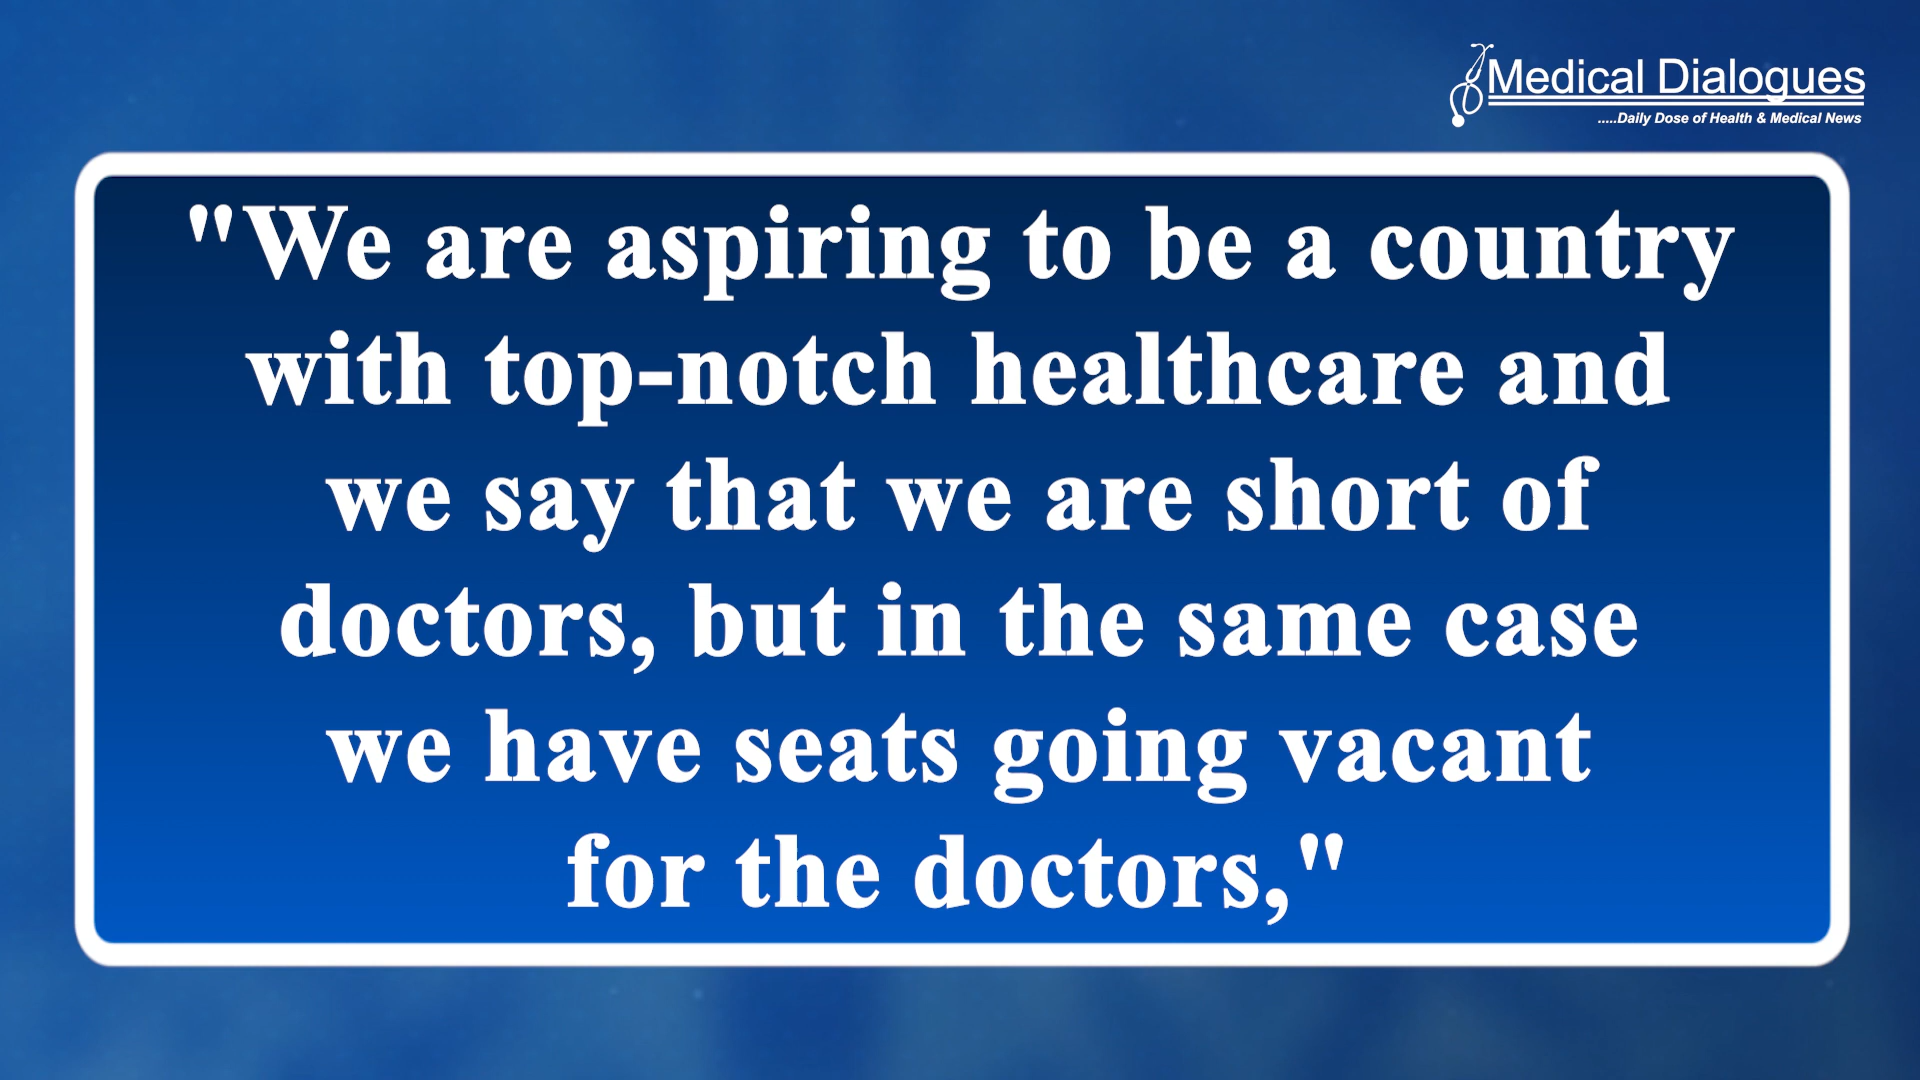 Medical Dialogues
.....Daily Dose of Health & Medical News
"We are aspiring to be a country
with top-notch healthcare and
we say that we are short of
doctors, but in the same case
we have seats going vacant
for the doctors,"